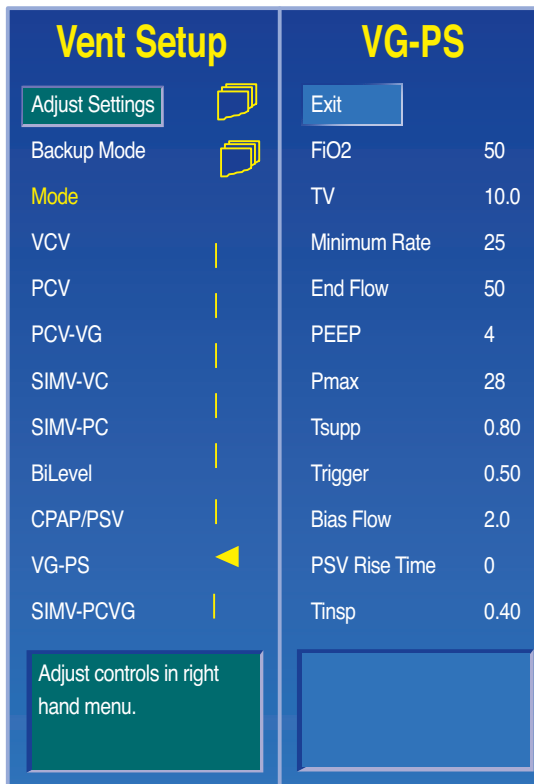 Vent Setup
Adjust Settings
Backup Mode
Mode
VCV
PCV
PCV-VG
SIMV-VC
SIMV-PC
BiLevel
CPAP/PSV
VG-PS
SIMV-PCVG
Adjust controls in right
hand menu.
VG-PS
Exit
FiO2 50
TV 10.0
Minimum Rate 25
End Flow 50
PEEP 4
Pmax 28
Tsupp 0.80
Trigger 0.50
Bias Flow 2.0
PSV Rise Time 0
Tinsp 0.40